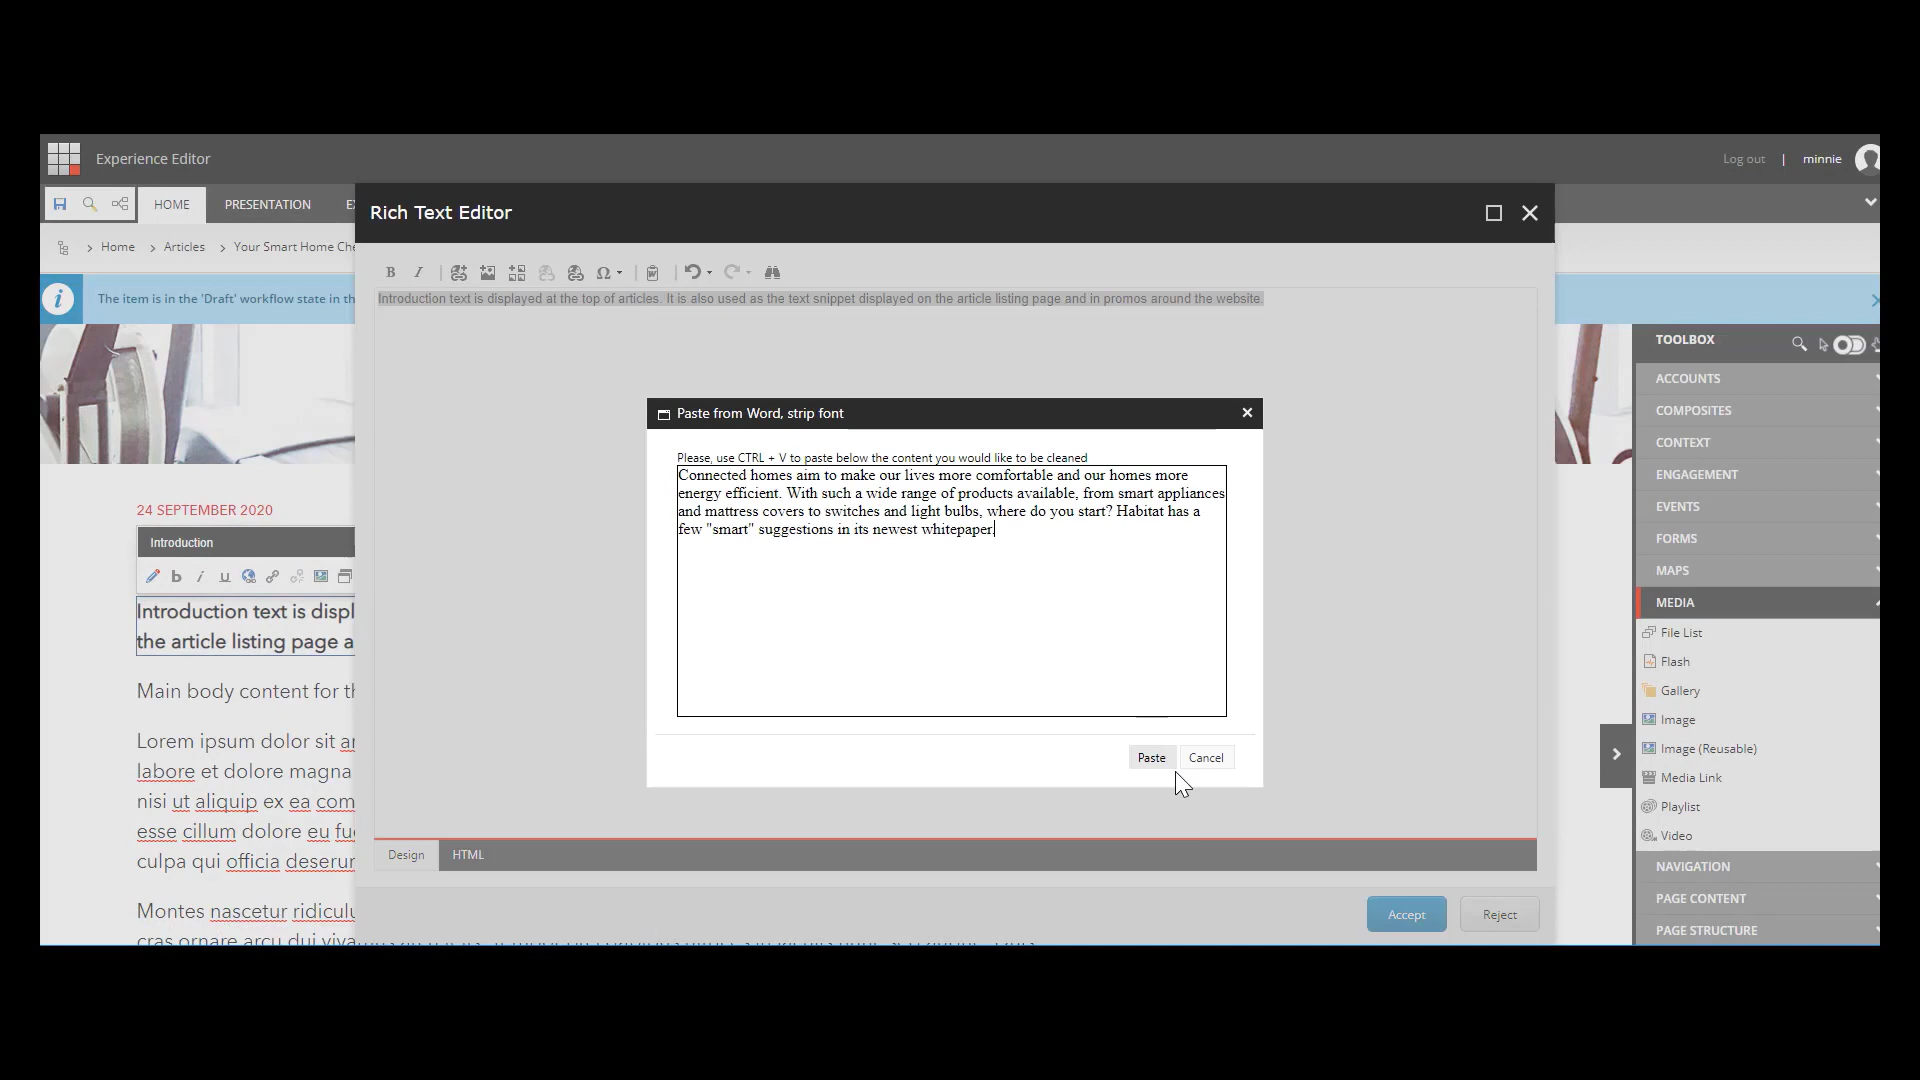 Experience Editor
Log out | minnie
HOME PRESENTATION
Rich Text Editor
Home Articles Your Smart Home Che
B I
The item is in the 'Draft' workflow state in th
Introduction text is displayed at the top of articles. It is also used as the text snippet displayed on the article listing page and in promos around the website.
TOOLBOX
ACCOUNTS
COMPOSITES
CONTEXT
ENGAGEMENT
EVENTS
FORMS
MAPS
MEDIA
File List
Flash
Gallery
Image
Image (Reusable)
Media Link
Playlist
Video
NAVIGATION
PAGE CONTENT
PAGE STRUCTURE
Paste from Word, strip font
Please, use CTRL + V to paste below the content you would like to be cleaned
Connected homes aim to make our lives more comfortable and our homes more
energy efficient. With such a wide range of products available, from smart appliances
and mattress covers to switches and light bulbs, where do you start? Habitat has a
few "smart" suggestions in its newest whitepaper.
Paste Cancel
24 SEPTEMBER 2020
Introduction
b i u
Introduction text is displ
the article listing page a
Main body content for th
Lorem ipsum dolor sit an
labore et dolore magna
nisi ut aliquip ex ea com
esse cillum dolore eu fug
culpa qui officia deserun
Montes nascetur ridiculu
cras ornare arcu dui viva
Design HTML
Accept Reject